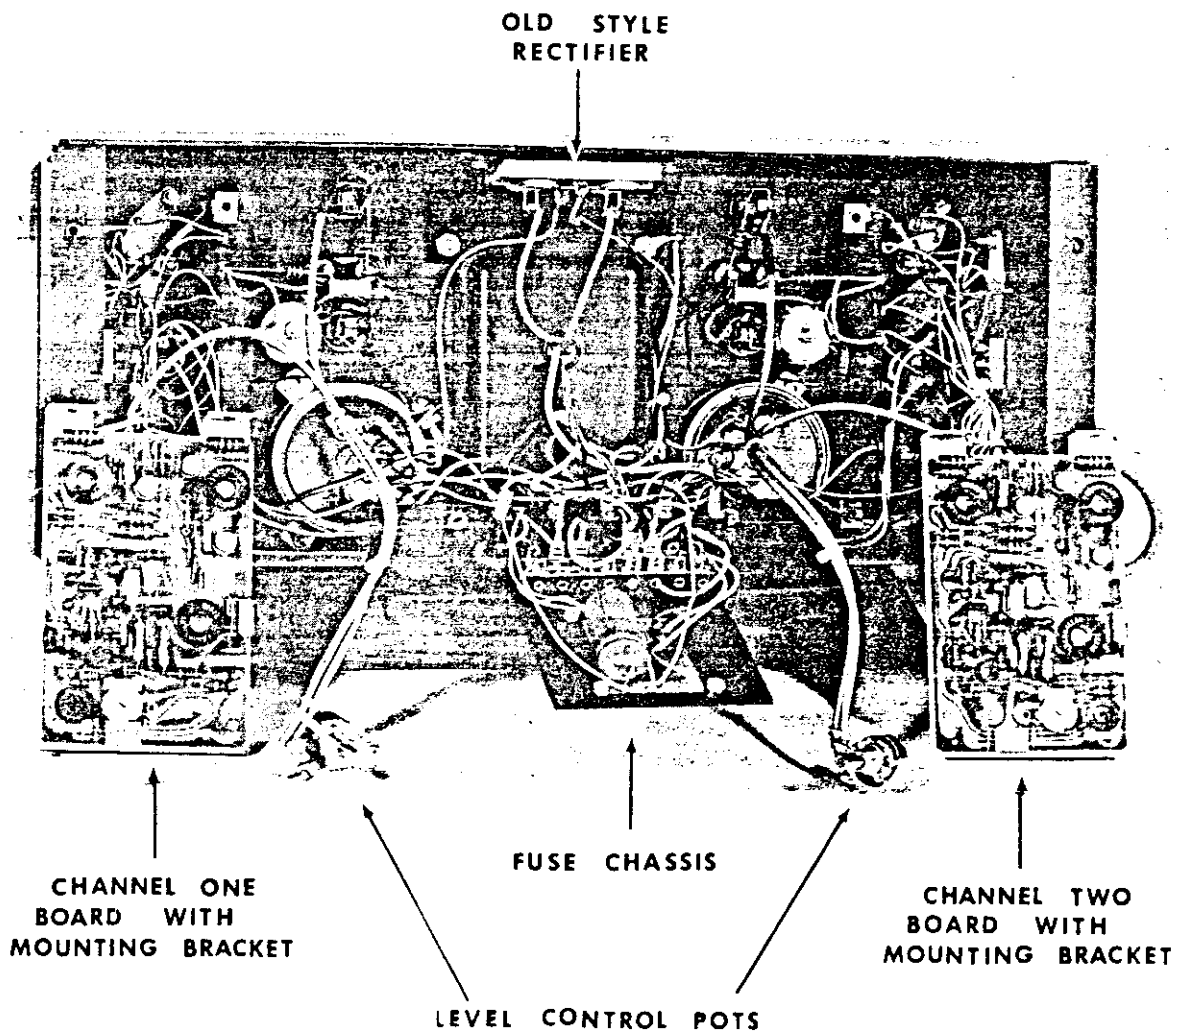 OLD STYLE
RECTIFIER
FUSE CHASSIS
CHANNEL ONE
BOARD WITH
MOUNTING BRACKET
CHANNEL TWO
BOARD WITH
MOUNTING BRACKET
LEVEL CONTROL POTS